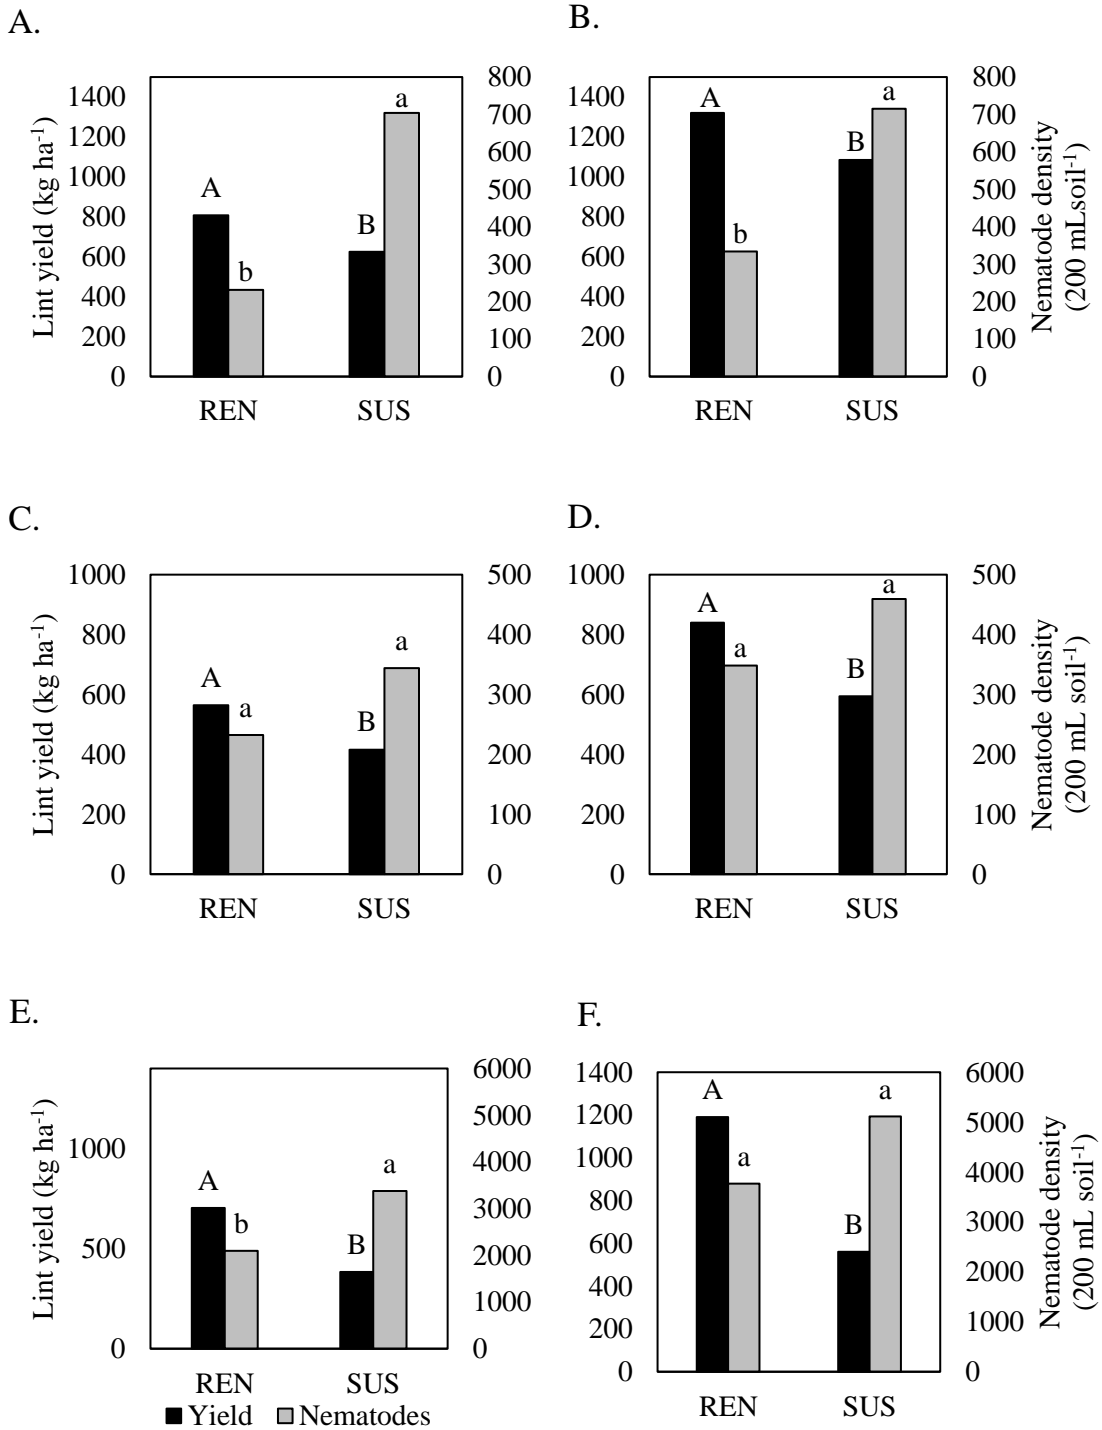 A.
Lint yield (kg ha-1)
1400
1200
1000
800
600
400
200
0
A
b
B
a
800
700
600
500
400
300
200
100
0
REN SUS
B.
1400
1200
1000
800
600
400
200
0
A
b
B
a
800
700
600
500
400
300
200
100
0
Nematode density
(200 mLsoil-1)
REN SUS
C.
Lint yield (kg ha-1)
1000
800
600
400
200
0
A
a
B
a
500
400
300
200
100
0
REN SUS
D.
1000
800
600
400
200
0
A
a
B
a
500
400
300
200
100
0
Nematode density
(200 mL soil-1)
REN SUS
E.
Lint yield (kg ha-1)
1000
500
0
A
b
B
a
6000
5000
4000
3000
2000
1000
0
REN SUS
Yield Nematodes
F.
1400
1200
1000
800
600
400
200
0
A
a
B
a
6000
5000
4000
3000
2000
1000
0
Nematode density
(200 mL soil-1)
REN SUS